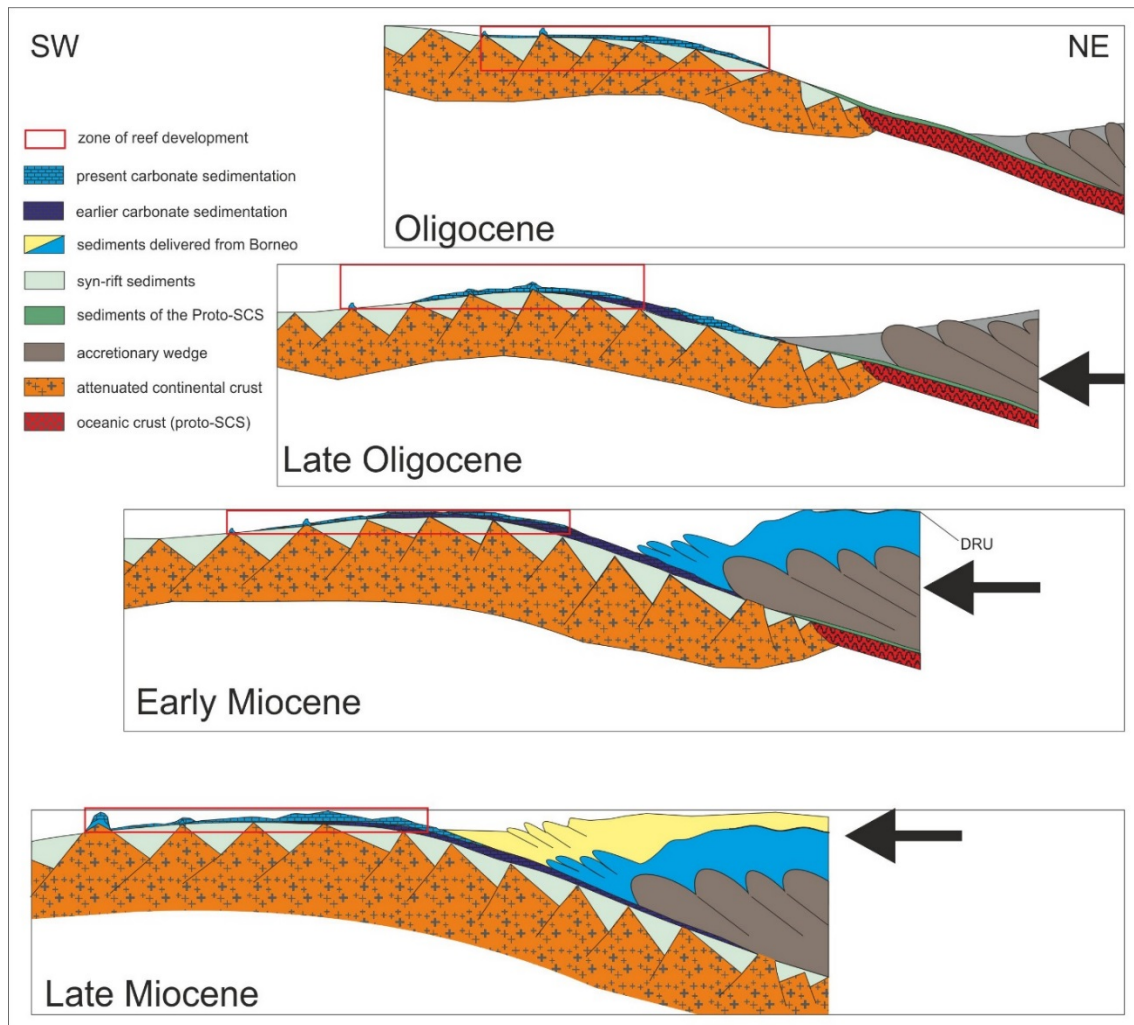 SW
NE
zone of reef development
present carbonate sedimentation
earlier carbonate sedimentation
sediments delivered from Borneo
syn-rift sediments
sediments of the Proto-SCS
accretionary wedge
attenuated continental crust
oceanic crust (proto-SCS)
Oligocene
Late Oligocene
DRU
Early Miocene
Late Miocene